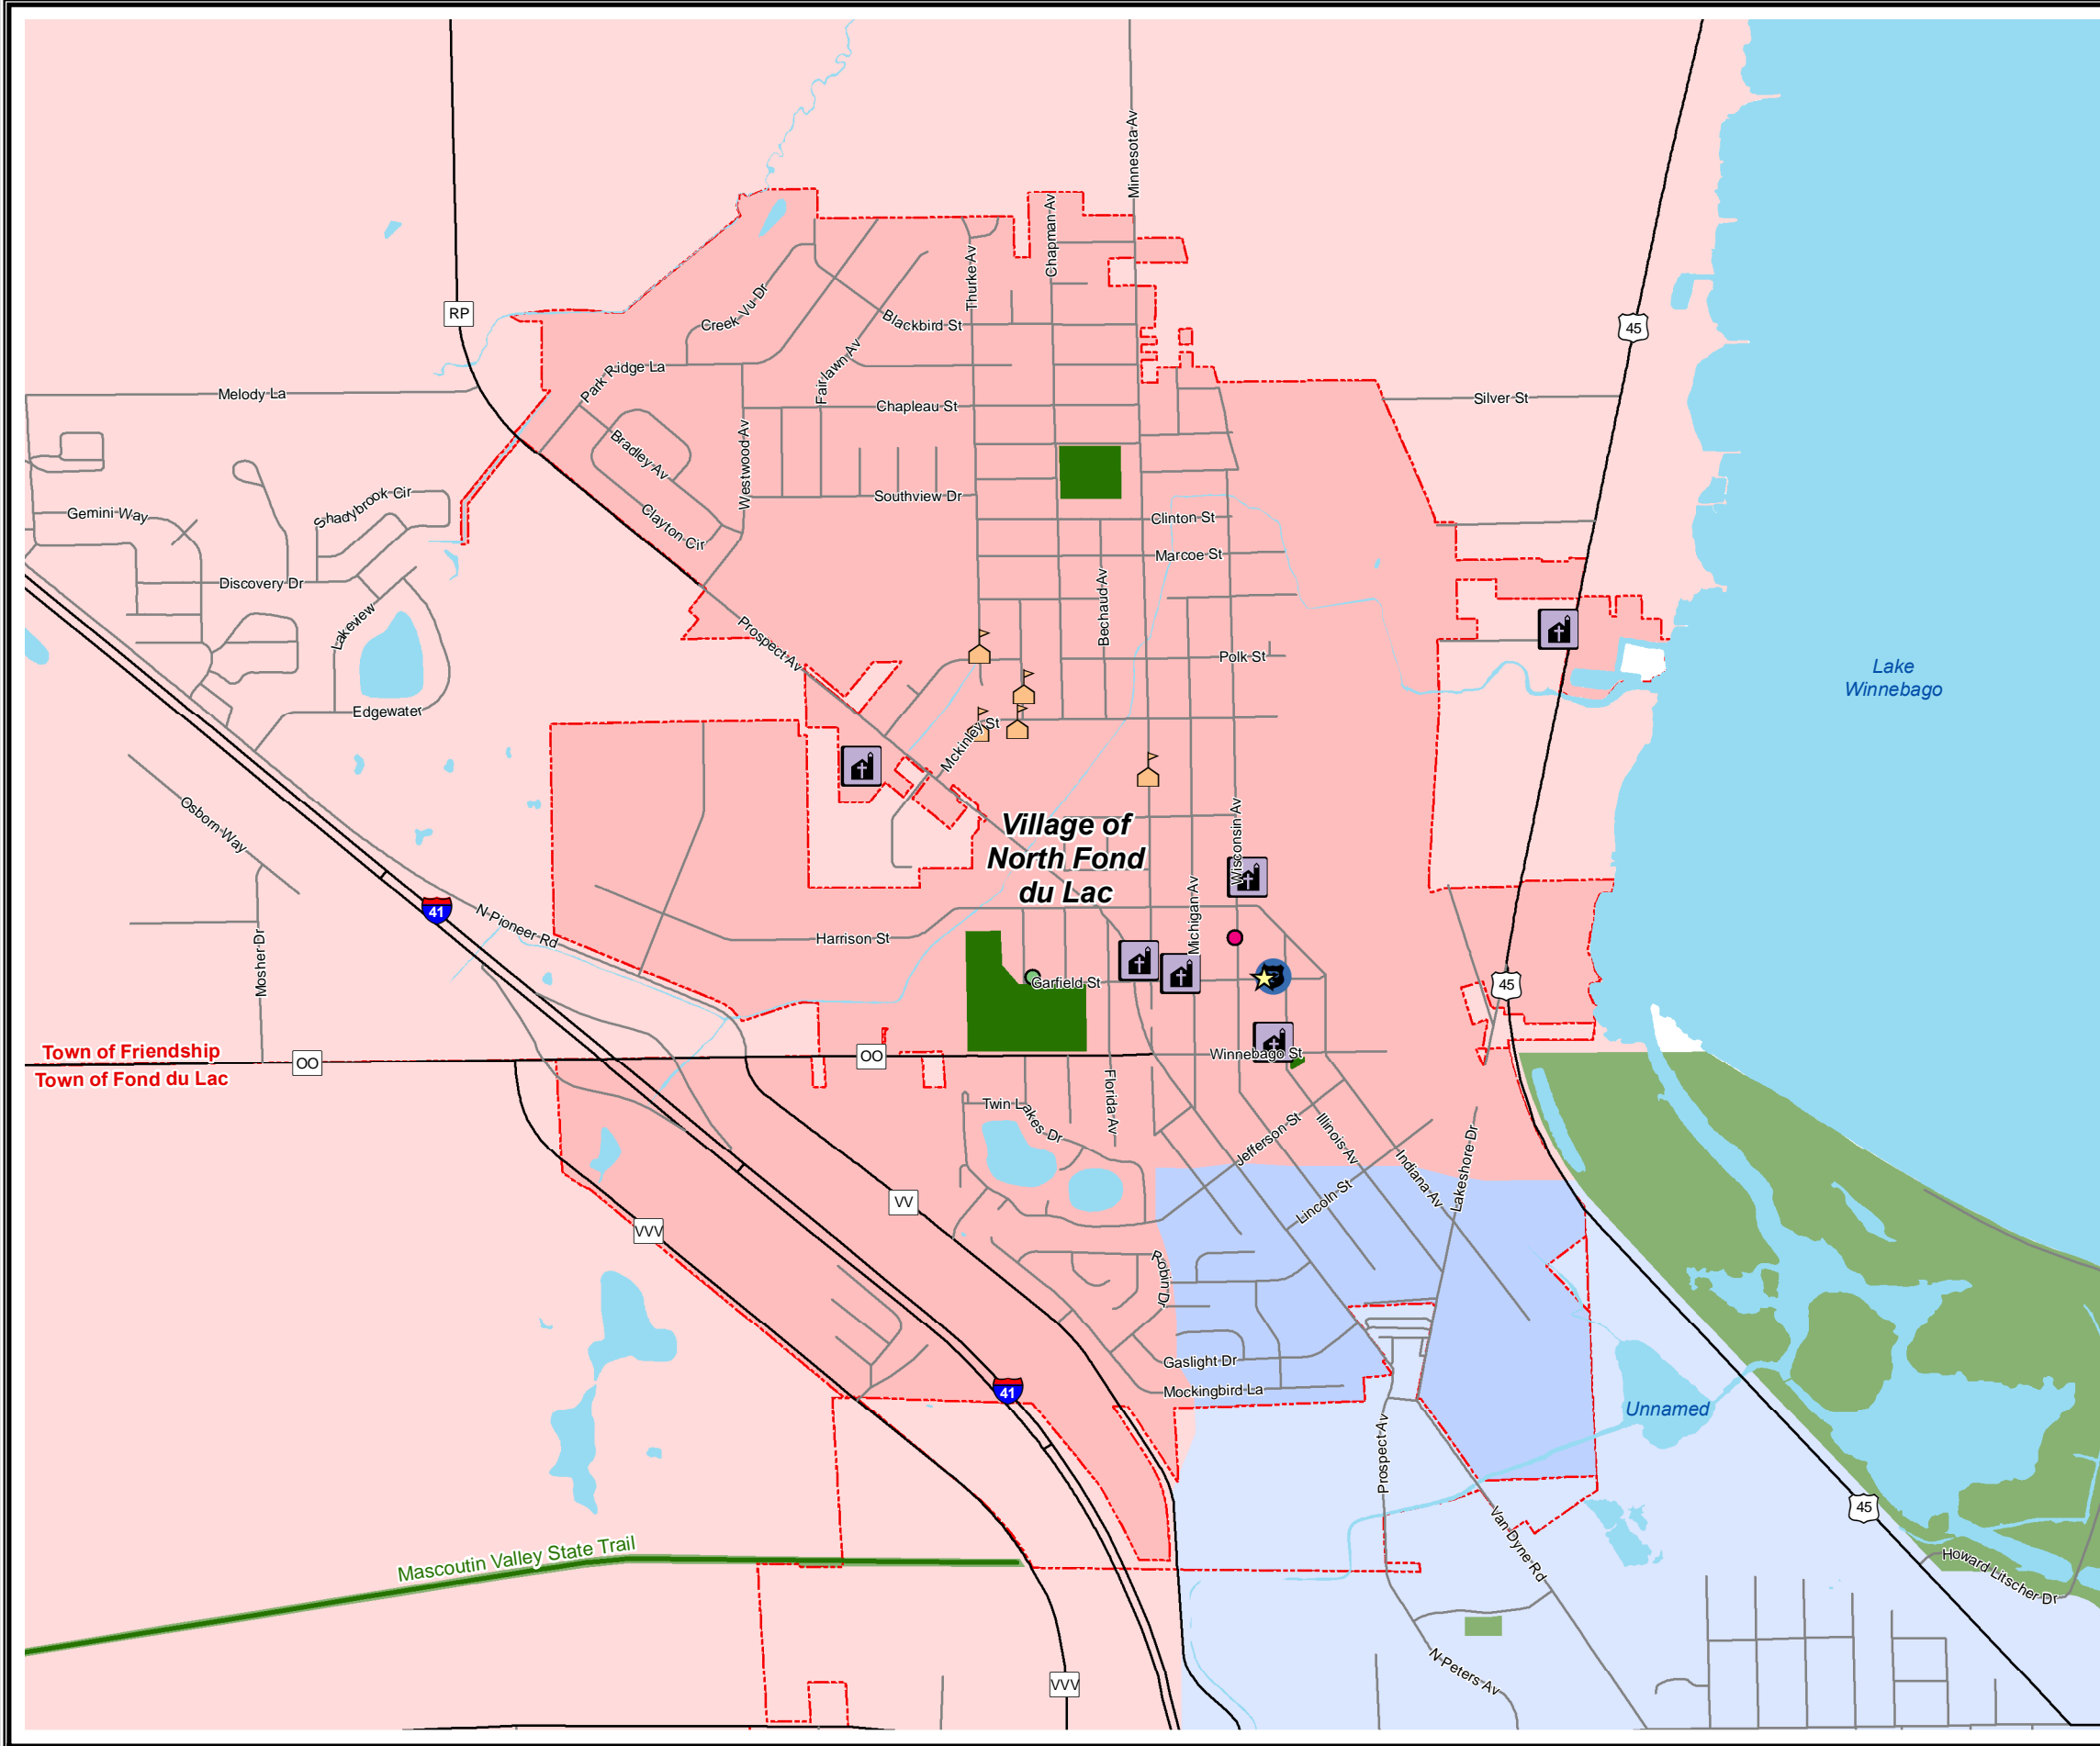 Minnesota Av
Chapman Av
Thurke Av
Creek Vu Dr
Blackbird St
RP
45
Fairlawn Av
Park Ridge La
Melody La
Chapleau St
Silver St
Bradley Av
Westwood Av
Southview Dr
Shadybrook Cir
Gemini Way
Clayton Cir
Clinton St
Marcoe St
Discovery Dr
Bechaud Av
Lakeview
Prospect Av
Polk St
Lake
Winnebago
Edgewater
Mckinley St
Osborn Way
Village of
North Fond
du Lac
Wisconsin Av
41
N Pioneer Rd
Michigan Av
Harrison St
Mosher Dr
Garfield St
45
Town of Friendship
Town of Fond du Lac
OO
OO
Winnebago St
Florida Av
Twin Lakes Dr
Jefferson St
Illinois Av
Indiana Av
Lakeshore Dr
Lincoln St
VV
VVV
Robin Dr
Gaslight Dr
Mockingbird La
41
Unnamed
Prospect Av
45
Van Dyne Rd
Mascoutin Valley State Trail
Howard Litscher Dr
N Peters Av
VVV